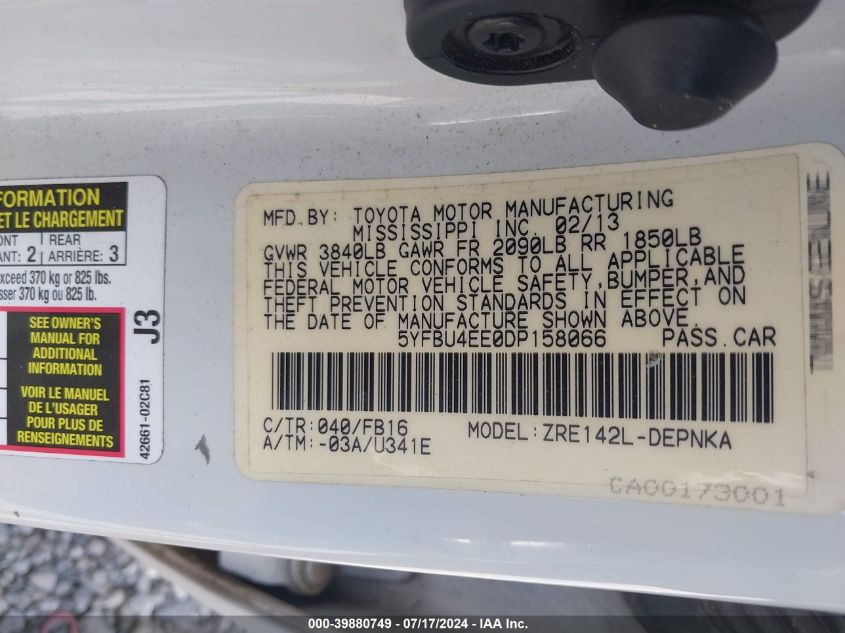 FORMATION
ET LE CHARGEMENT
ONT REAR
ANT: 2 ARRIÈRE: 3
exceed 370 kg or 825 lbs.
sser 370 kg ou 825 lb.
SEE OWNER'S
MANUAL FOR
ADDITIONAL
INFORMATION
VOIR LE MANUEL
DE L'USAGER
POUR PLUS DE
RENSEIGNEMENTS
J3
42661-02C81
MFD.BY: TOYOTA MOTOR MANUFACTURING
MISSISSIPPI INC. 02/13
GVWR 3840LB GAWR FR 2090LB RR 1850LB
THIS VEHICLE CONFORMS TO ALL APPLICABLE
FEDERAL MOTOR VEHICLE SAFETY,BUMPER,AND
THEFT PREVENTION STANDARDS IN EFFECT ON
THE DATE OF MANUFACTURE SHOWN ABOVE.
5YFBU4EE0DP158066 PASS.CAR
C/TR:040/FB16
A/TM:-03A/U341E
MODEL:ZRE142L-DEPNKA
CA00173001
000-39880749 - 07/17/2024 - IAA Inc.